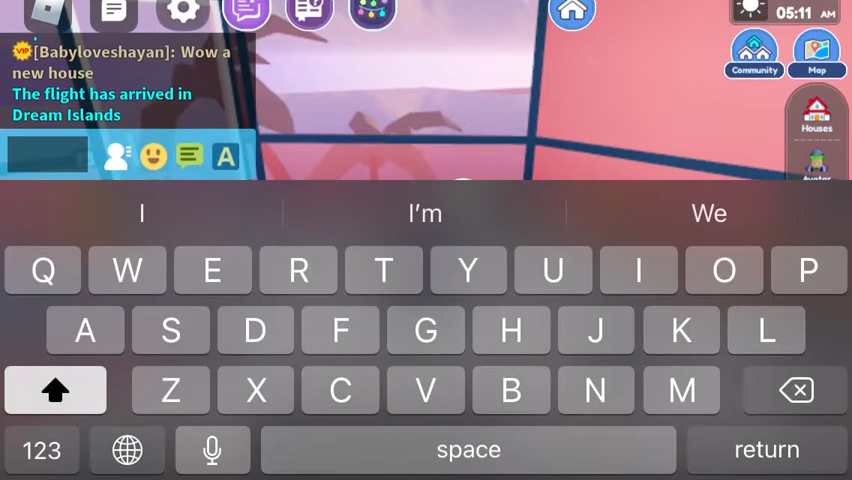 05:11 AM
VIP [Babyloveshayan]: Wow a
new house
The flight has arrived in
Dream Islands
Community
Map
Houses
A
I I’m We
Q W E R T Y U I O P
A S D F G H J K L
Z X C V B N M
123 space return